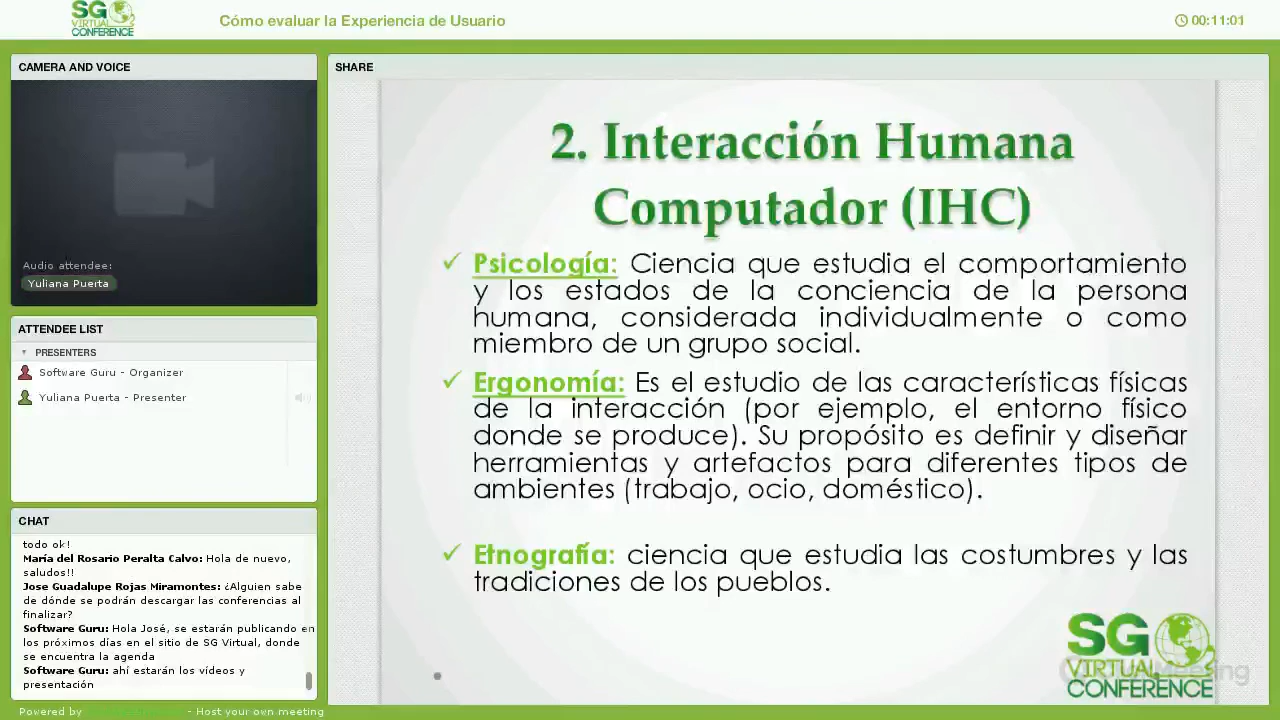 SG
VIRTUAL
CONFERENCE
Cómo evaluar la Experiencia de Usuario
00:11:01
CAMERA AND VOICE
Audio attendee:
Yuliana Puerta
ATTENDEE LIST
PRESENTERS
Software Guru - Organizer
Yuliana Puerta - Presenter
CHAT
todo ok!
María del Rosario Peralta Calvo: Hola de nuevo,
saludos!!
Jose Guadalupe Rojas Miramontes: ¿Alguien sabe
de dónde se podrán descargar las conferencias al
finalizar?
Software Guru: Hola José, se estarán publicando en
los próximos días en el sitio de SG Virtual, donde
se encuentra la agenda
Software Guru: ahí estarán los vídeos y
presentación
Powered by
- Host your own meeting
SHARE
2. Interacción Humana
Computador (IHC)
✓ Psicología: Ciencia que estudia el comportamiento
y los estados de la conciencia de la persona
humana, considerada individualmente o como
miembro de un grupo social.
✓ Ergonomía: Es el estudio de las características físicas
de la interacción (por ejemplo, el entorno físico
donde se produce). Su propósito es definir y diseñar
herramientas y artefactos para diferentes tipos de
ambientes (trabajo, ocio, doméstico).
✓ Etnografía: ciencia que estudia las costumbres y las
tradiciones de los pueblos.
SG
VIRTUAL
CONFERENCE